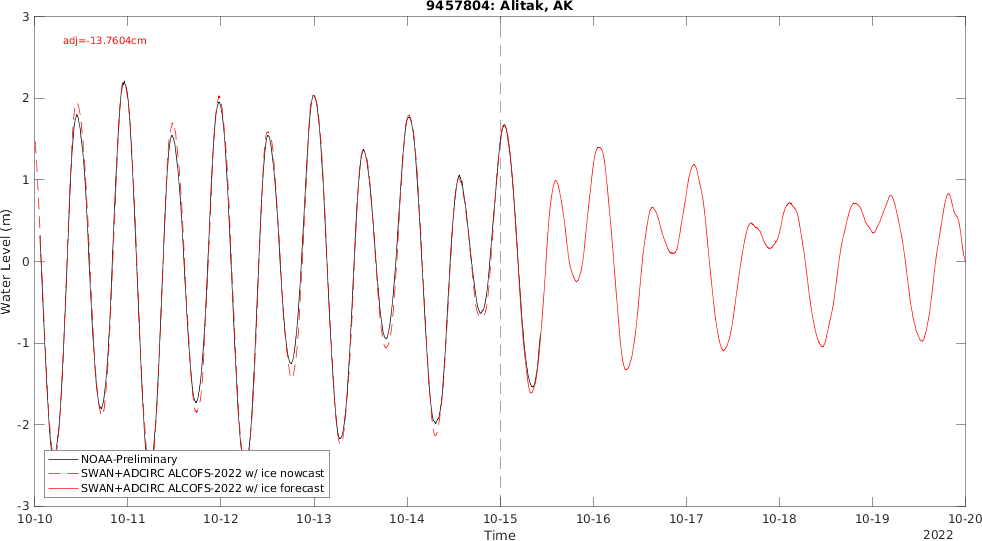 9457804: Alitak, AK
adj=-13.7604cm
3
2
1
0
-1
-2
-3
Water Level (m)
NOAA-Preliminary
SWAN+ADCIRC ALCOFS-2022 w/ ice nowcast
SWAN+ADCIRC ALCOFS-2022 w/ ice forecast
10-10 10-11 10-12 10-13 10-14 10-15 10-16 10-17 10-18 10-19 10-20
Time
2022